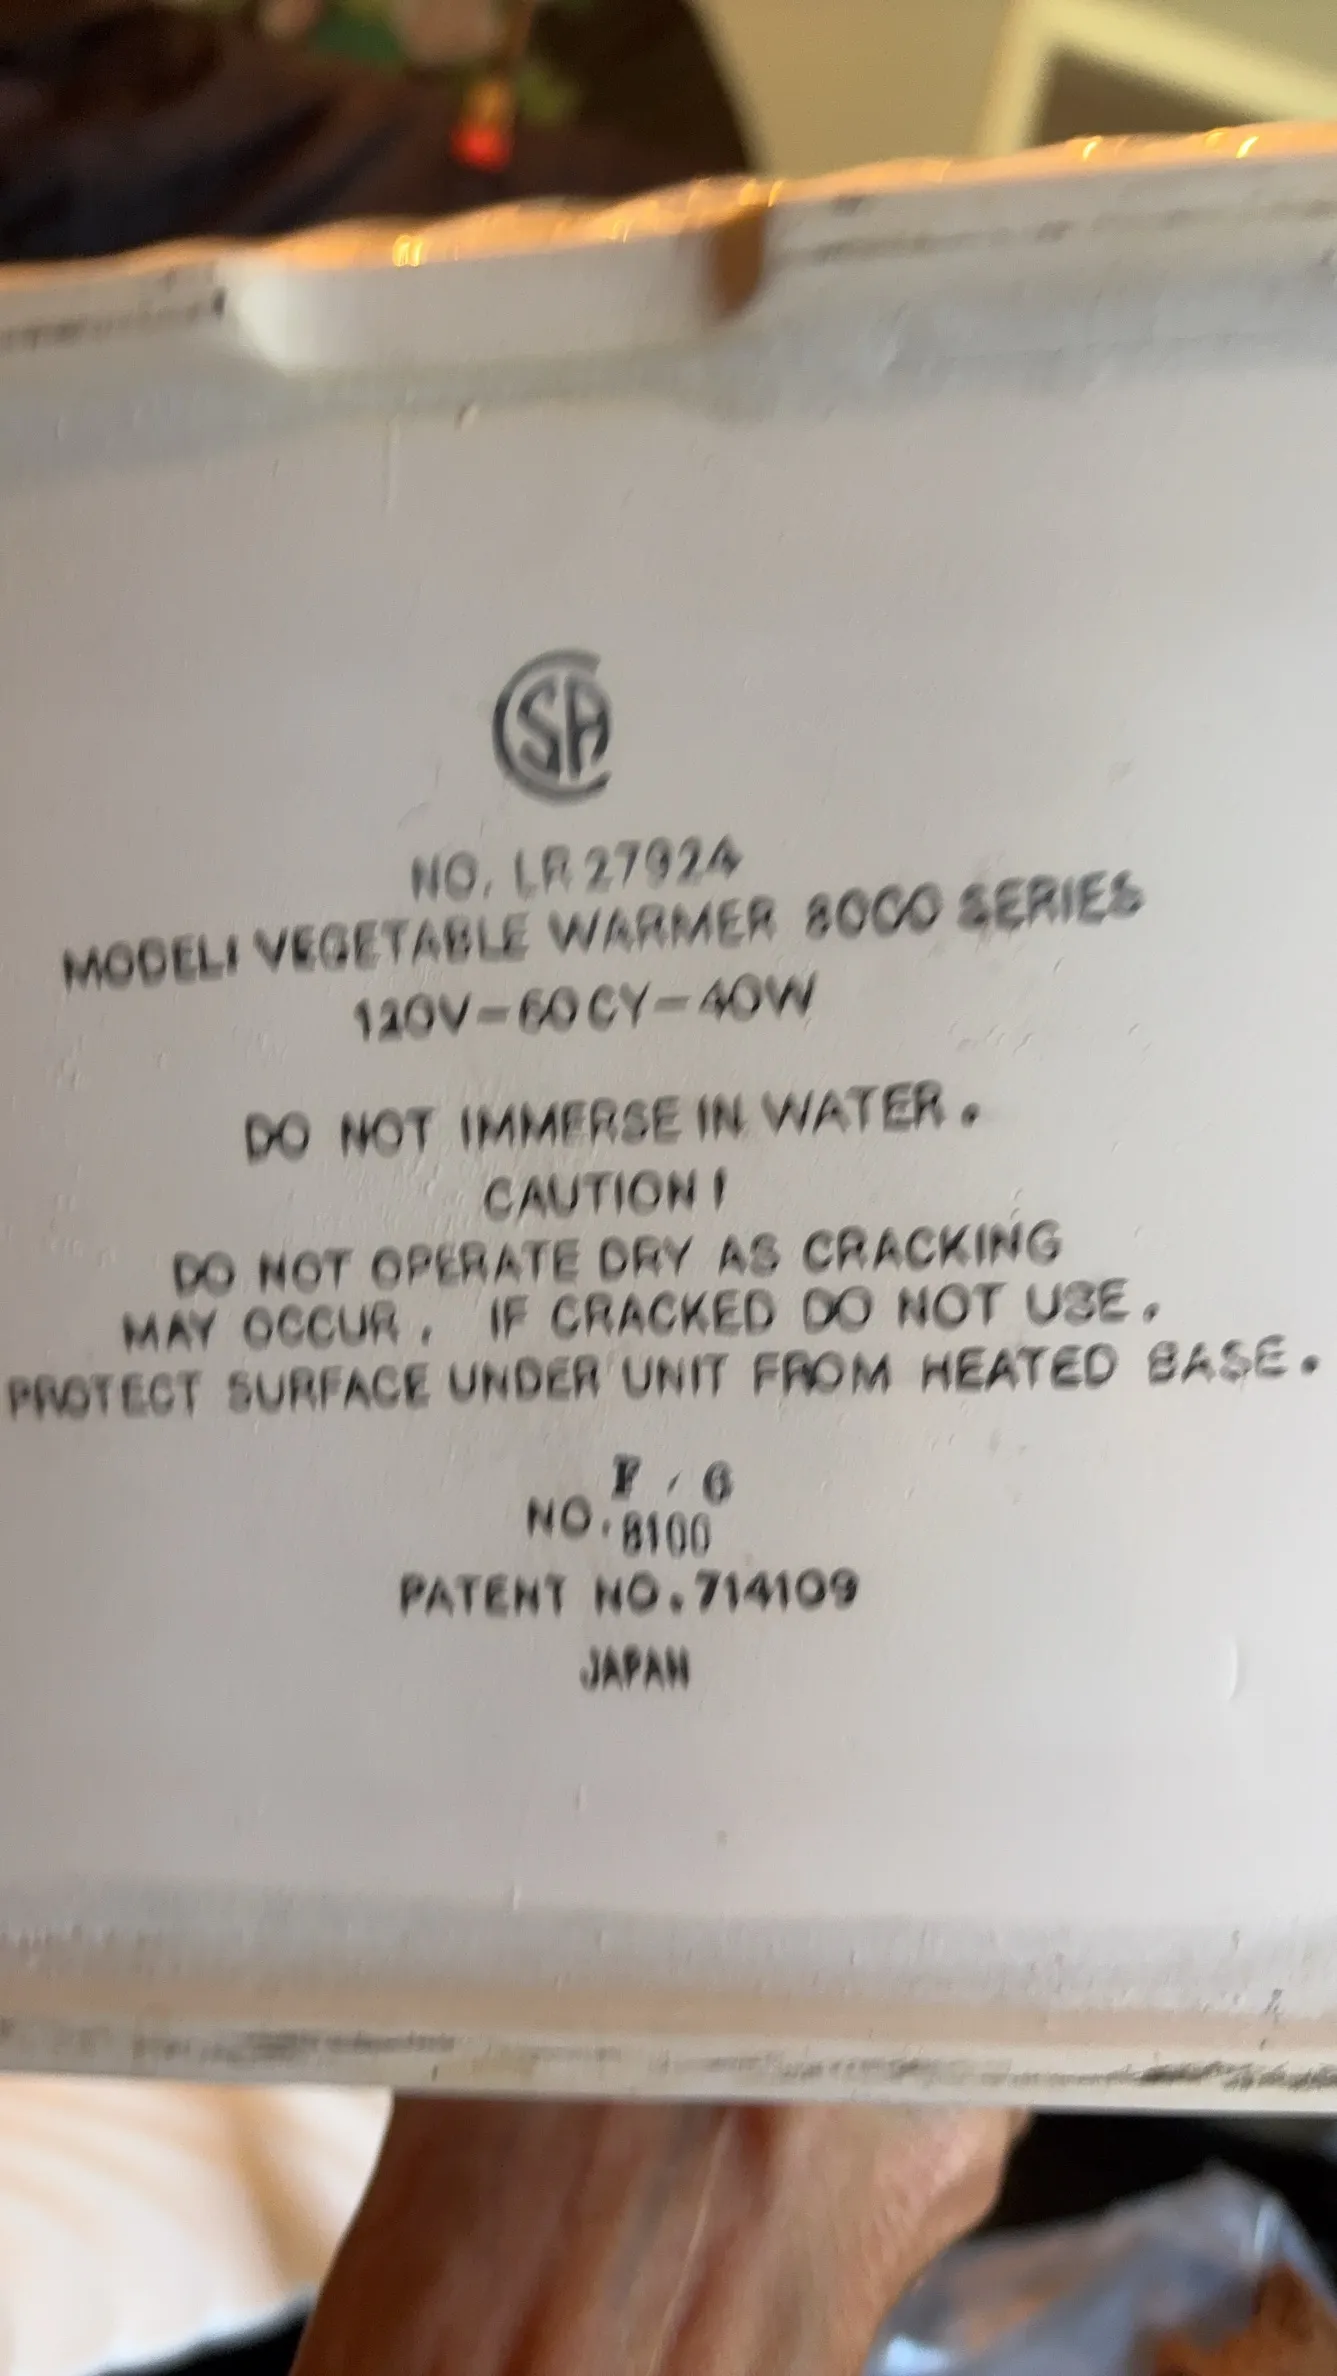 CSA
NO. LR 27924
MODEL: VEGETABLE WARMER 8000 SERIES
120V-60CY-40W
DO NOT IMMERSE IN WATER.
CAUTION!
DO NOT OPERATE DRY AS CRACKING
MAY OCCUR. IF CRACKED DO NOT USE.
PROTECT SURFACE UNDER UNIT FROM HEATED BASE.
F . 6
NO. 8100
PATENT NO. 714109
JAPAN